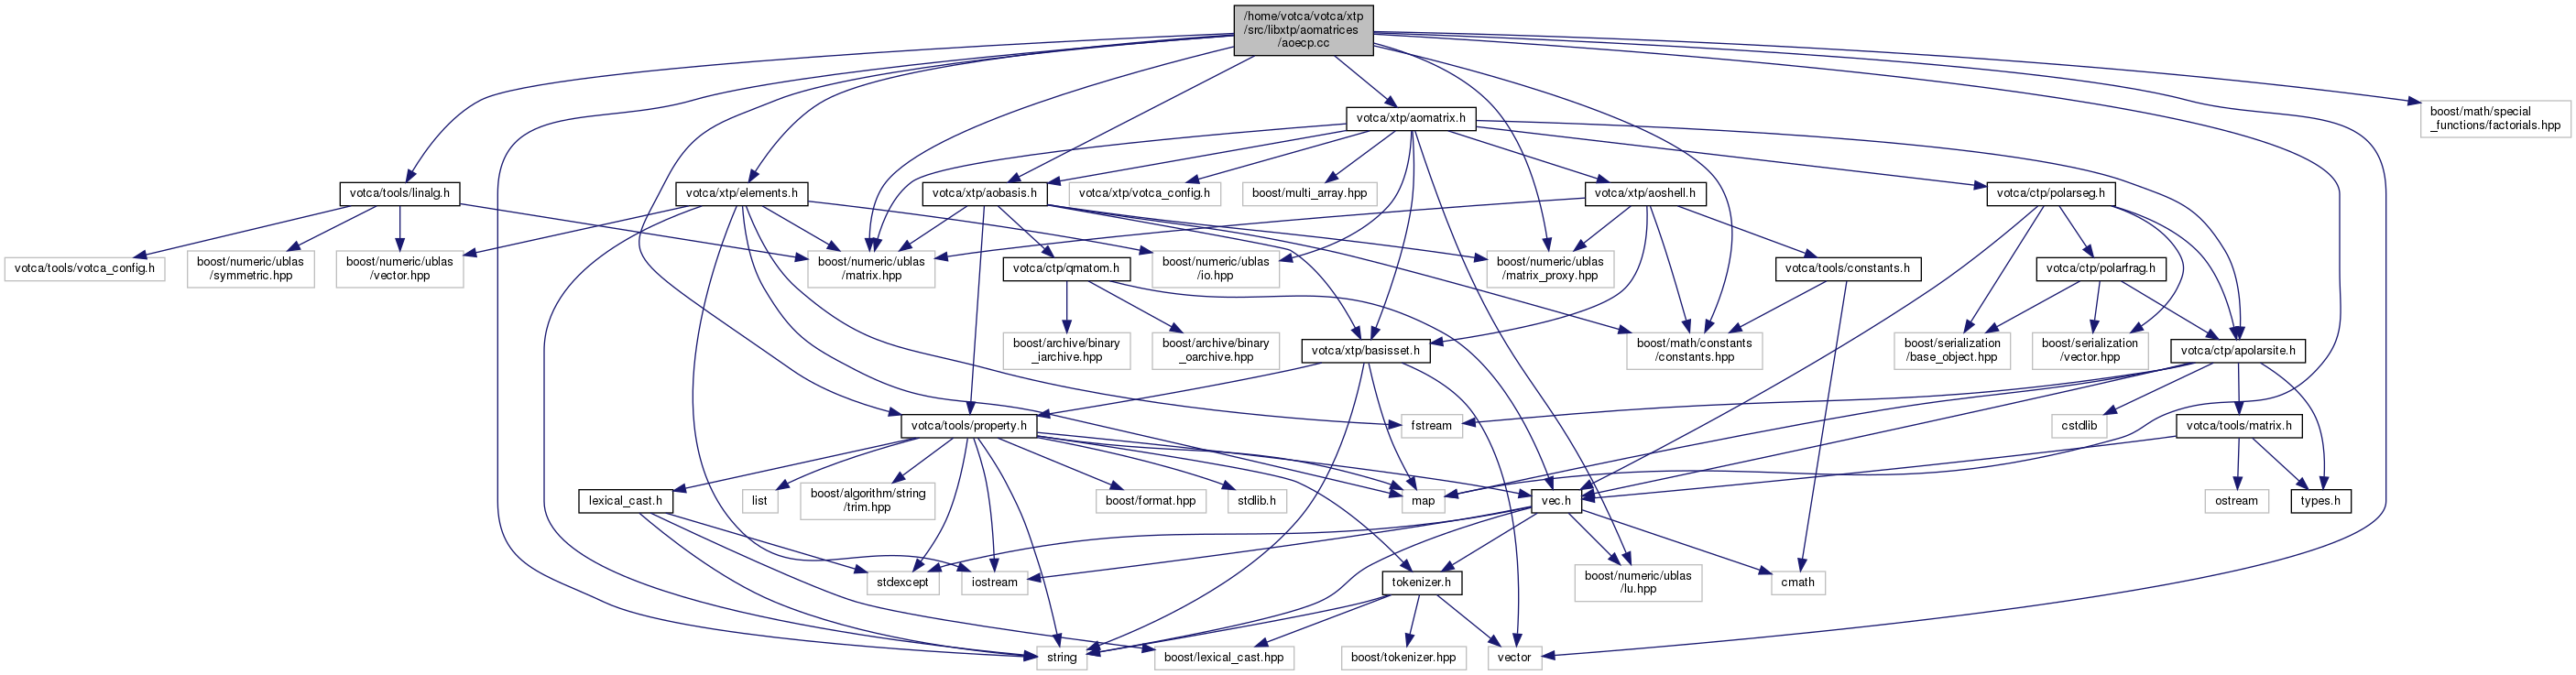 /home/votca/votca/xtp
/src/libxtp/aomatrices
/aoecp.cc
boost/math/special
_functions/factorials.hpp
votca/xtp/aomatrix.h
votca/tools/linalg.h
votca/xtp/elements.h
votca/xtp/aobasis.h
votca/xtp/votca_config.h
boost/multi_array.hpp
votca/xtp/aoshell.h
votca/ctp/polarseg.h
votca/tools/votca_config.h
boost/numeric/ublas
/symmetric.hpp
boost/numeric/ublas
/vector.hpp
boost/numeric/ublas
/matrix.hpp
votca/ctp/qmatom.h
boost/numeric/ublas
/io.hpp
boost/numeric/ublas
/matrix_proxy.hpp
votca/tools/constants.h
votca/ctp/polarfrag.h
boost/archive/binary
_iarchive.hpp
boost/archive/binary
_oarchive.hpp
votca/xtp/basisset.h
boost/math/constants
/constants.hpp
boost/serialization
/base_object.hpp
boost/serialization
/vector.hpp
votca/ctp/apolarsite.h
votca/tools/property.h
fstream
cstdlib
votca/tools/matrix.h
lexical_cast.h
list
boost/algorithm/string
/trim.hpp
boost/format.hpp
stdlib.h
map
vec.h
ostream
types.h
stdexcept
iostream
tokenizer.h
boost/numeric/ublas
/lu.hpp
cmath
string
boost/lexical_cast.hpp
boost/tokenizer.hpp
vector